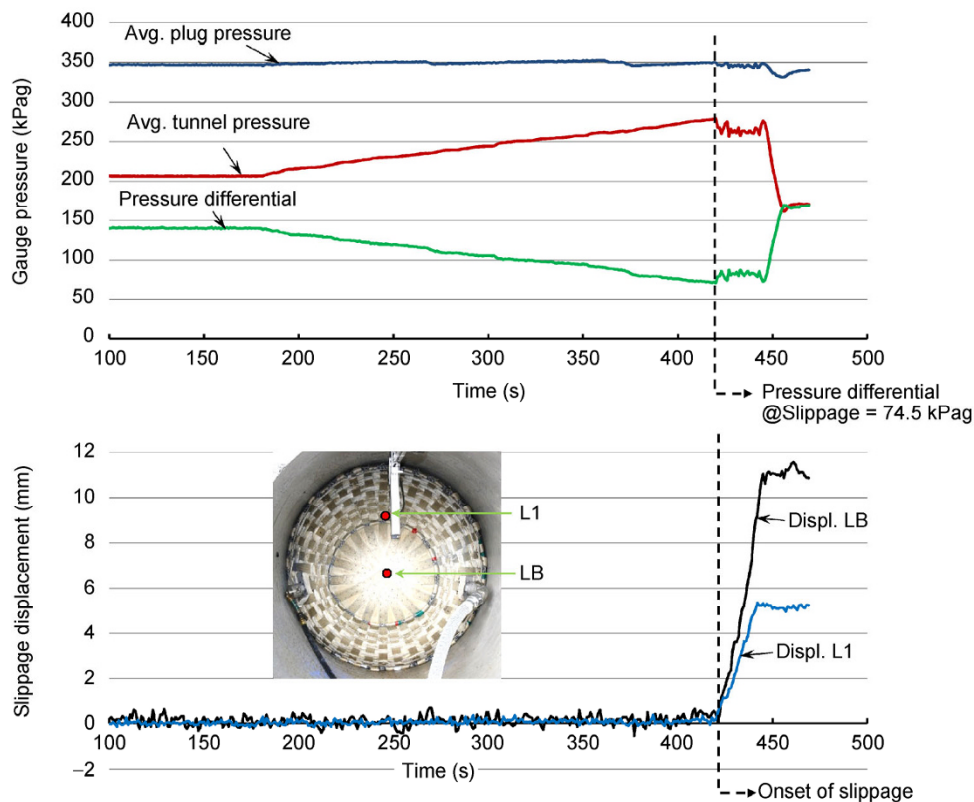 400
350
300
250
200
150
100
50
0
Gauge pressure (kPag)
Avg. plug pressure
Avg. tunnel pressure
Pressure differential
100 150 200 250 300 350 400 450 500
Time (s)
Pressure differential
@Slippage = 74.5 kPag
12
10
8
6
4
2
0
−2
Slippage displacement (mm)
L1
LB
Displ. LB
Displ. L1
100 150 200 250 300 350 400 450 500
Time (s)
Onset of slippage